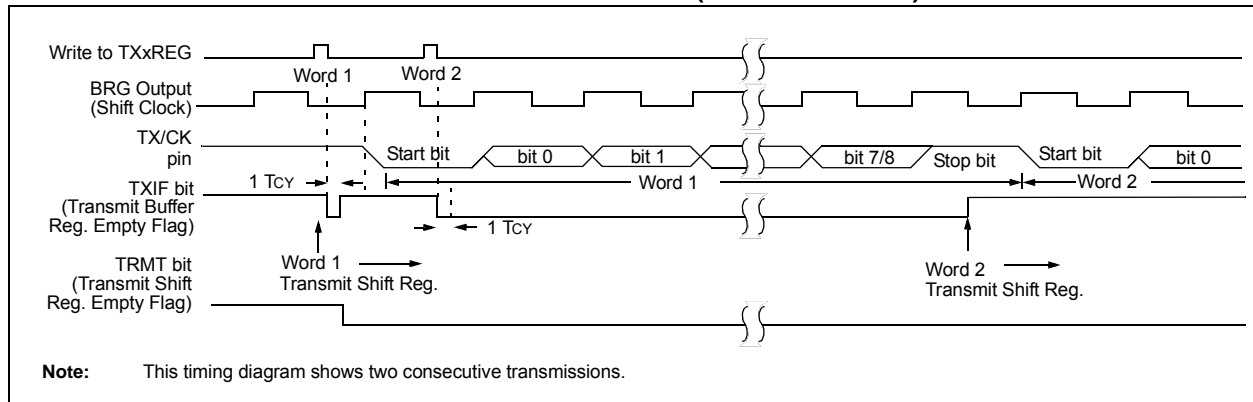 Write to TXxREG
Word 1
Word 2
BRG Output
(Shift Clock)
TX/CK
pin
Start bit
bit 0
bit 1
bit 7/8
Stop bit
Start bit
bit 0
Word 1
Word 2
1 TCY
TXIF bit
(Transmit Buffer
Reg. Empty Flag)
1 TCY
Word 1
Transmit Shift Reg.
Word 2
Transmit Shift Reg.
TRMT bit
(Transmit Shift
Reg. Empty Flag)
Note: This timing diagram shows two consecutive transmissions.